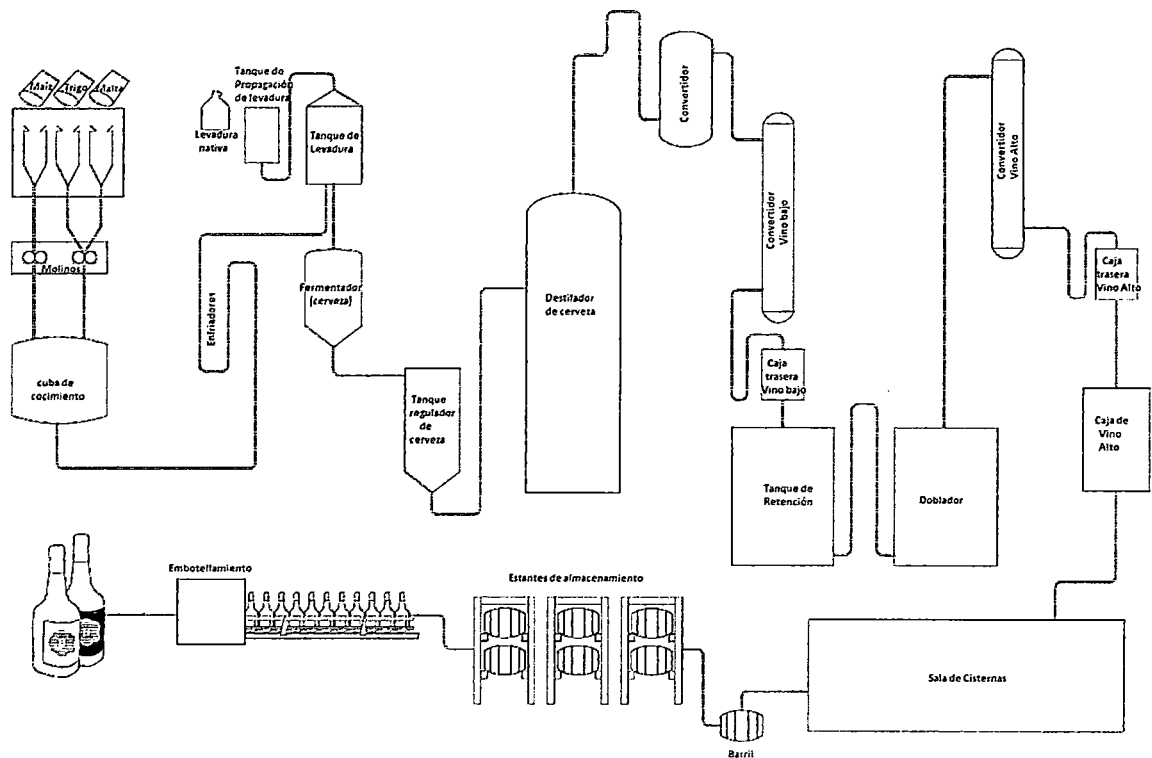 Maíz
Trigo
Malta
Molinos
cuba de
cocimiento
Levadura
nativa
Tanque de
Propagación
de levadura
Tanque de
Levadura
Enfriadores
Fermentador
(cerveza)
Tanque
regulador
de
cerveza
Destilador
de cerveza
Convertidor
Convertidor
Vino bajo
Caja
trasera
Vino bajo
Tanque de
Retención
Doblador
Convertidor
Vino Alto
Caja
trasera
Vino Alto
Caja de
Vino
Alto
Sala de Cisternas
Barril
Estantes de almacenamiento
Embotellamiento